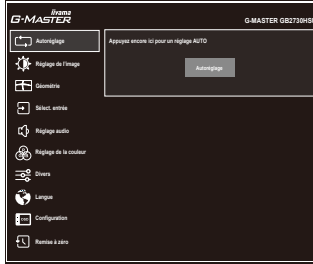 iiyama
G-MASTER
G-MASTER GB2730HSU
Autoréglage
Appuyez encore ici pour un réglage AUTO
Autoréglage
Réglage de l'image
Géométrie
Sélect. entrée
Réglage audio
Réglage de la couleur
Divers
Langue
OSD
Configuration
Remise à zéro